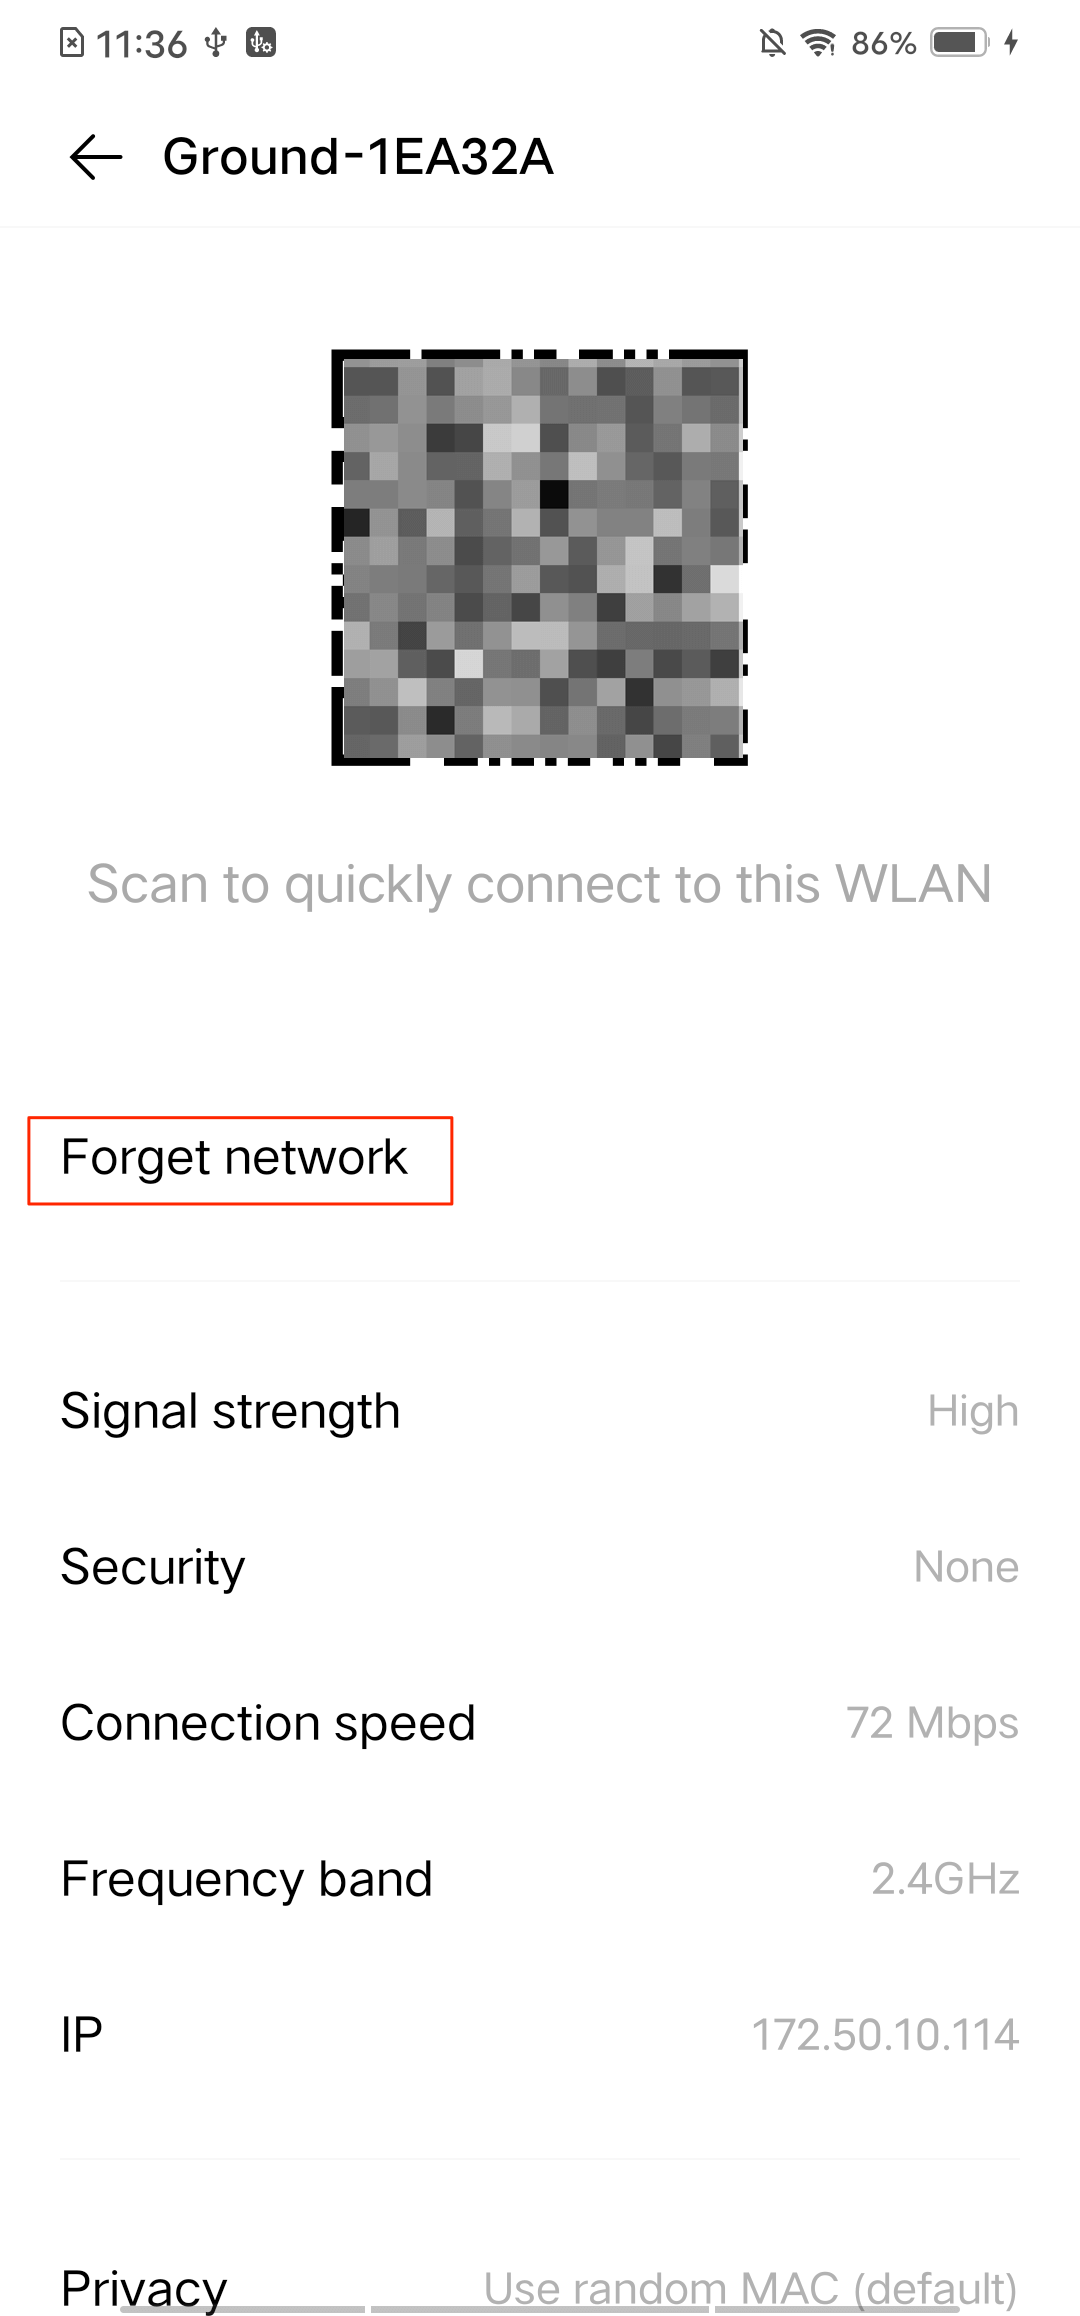 11:36 86%
Ground-1EA32A
Scan to quickly connect to this WLAN
Forget network
Signal strength High
Security None
Connection speed 72 Mbps
Frequency band 2.4GHz
IP 172.50.10.114
Privacy Use random MAC (default)